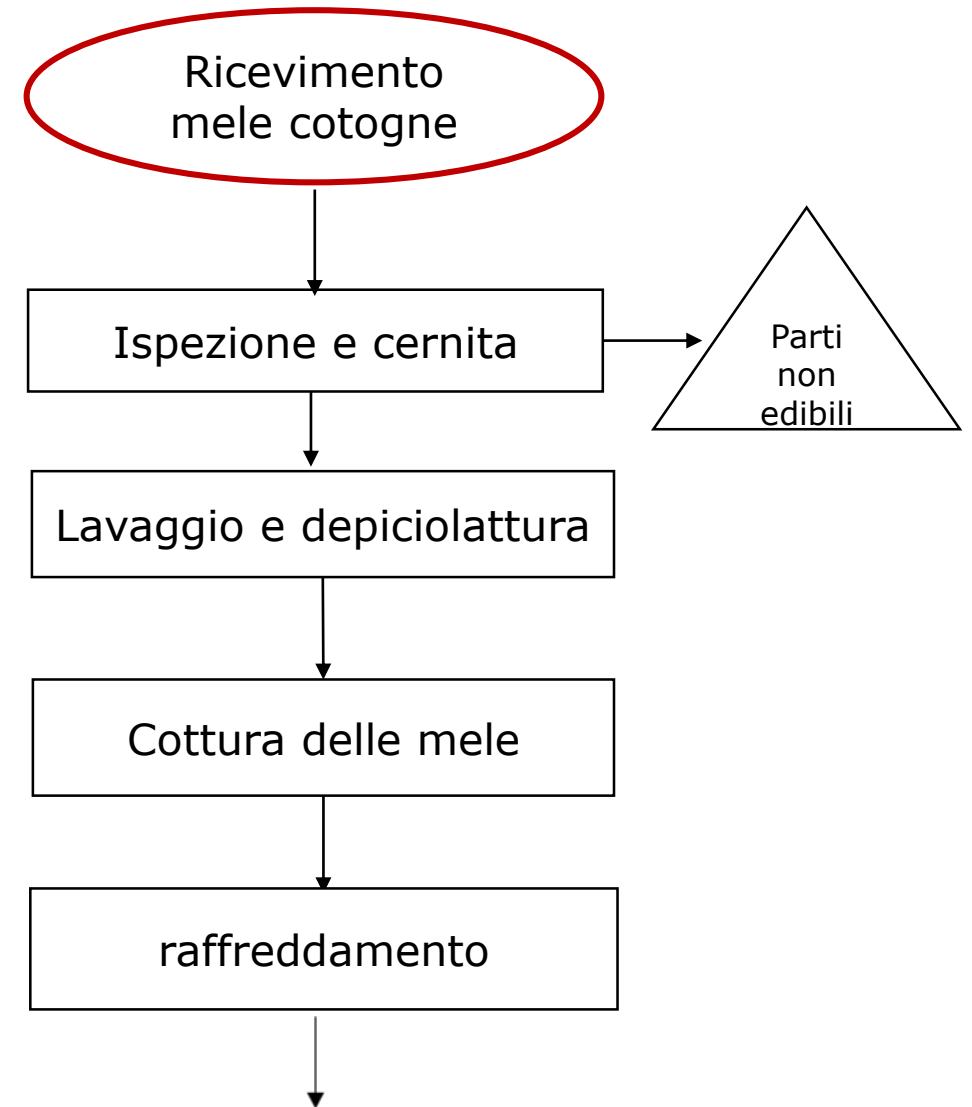 Ricevimento
mele cotogne
Ispezione e cernita
Parti
non
edibili
Lavaggio e depiciolattura
Cottura delle mele
raffreddamento